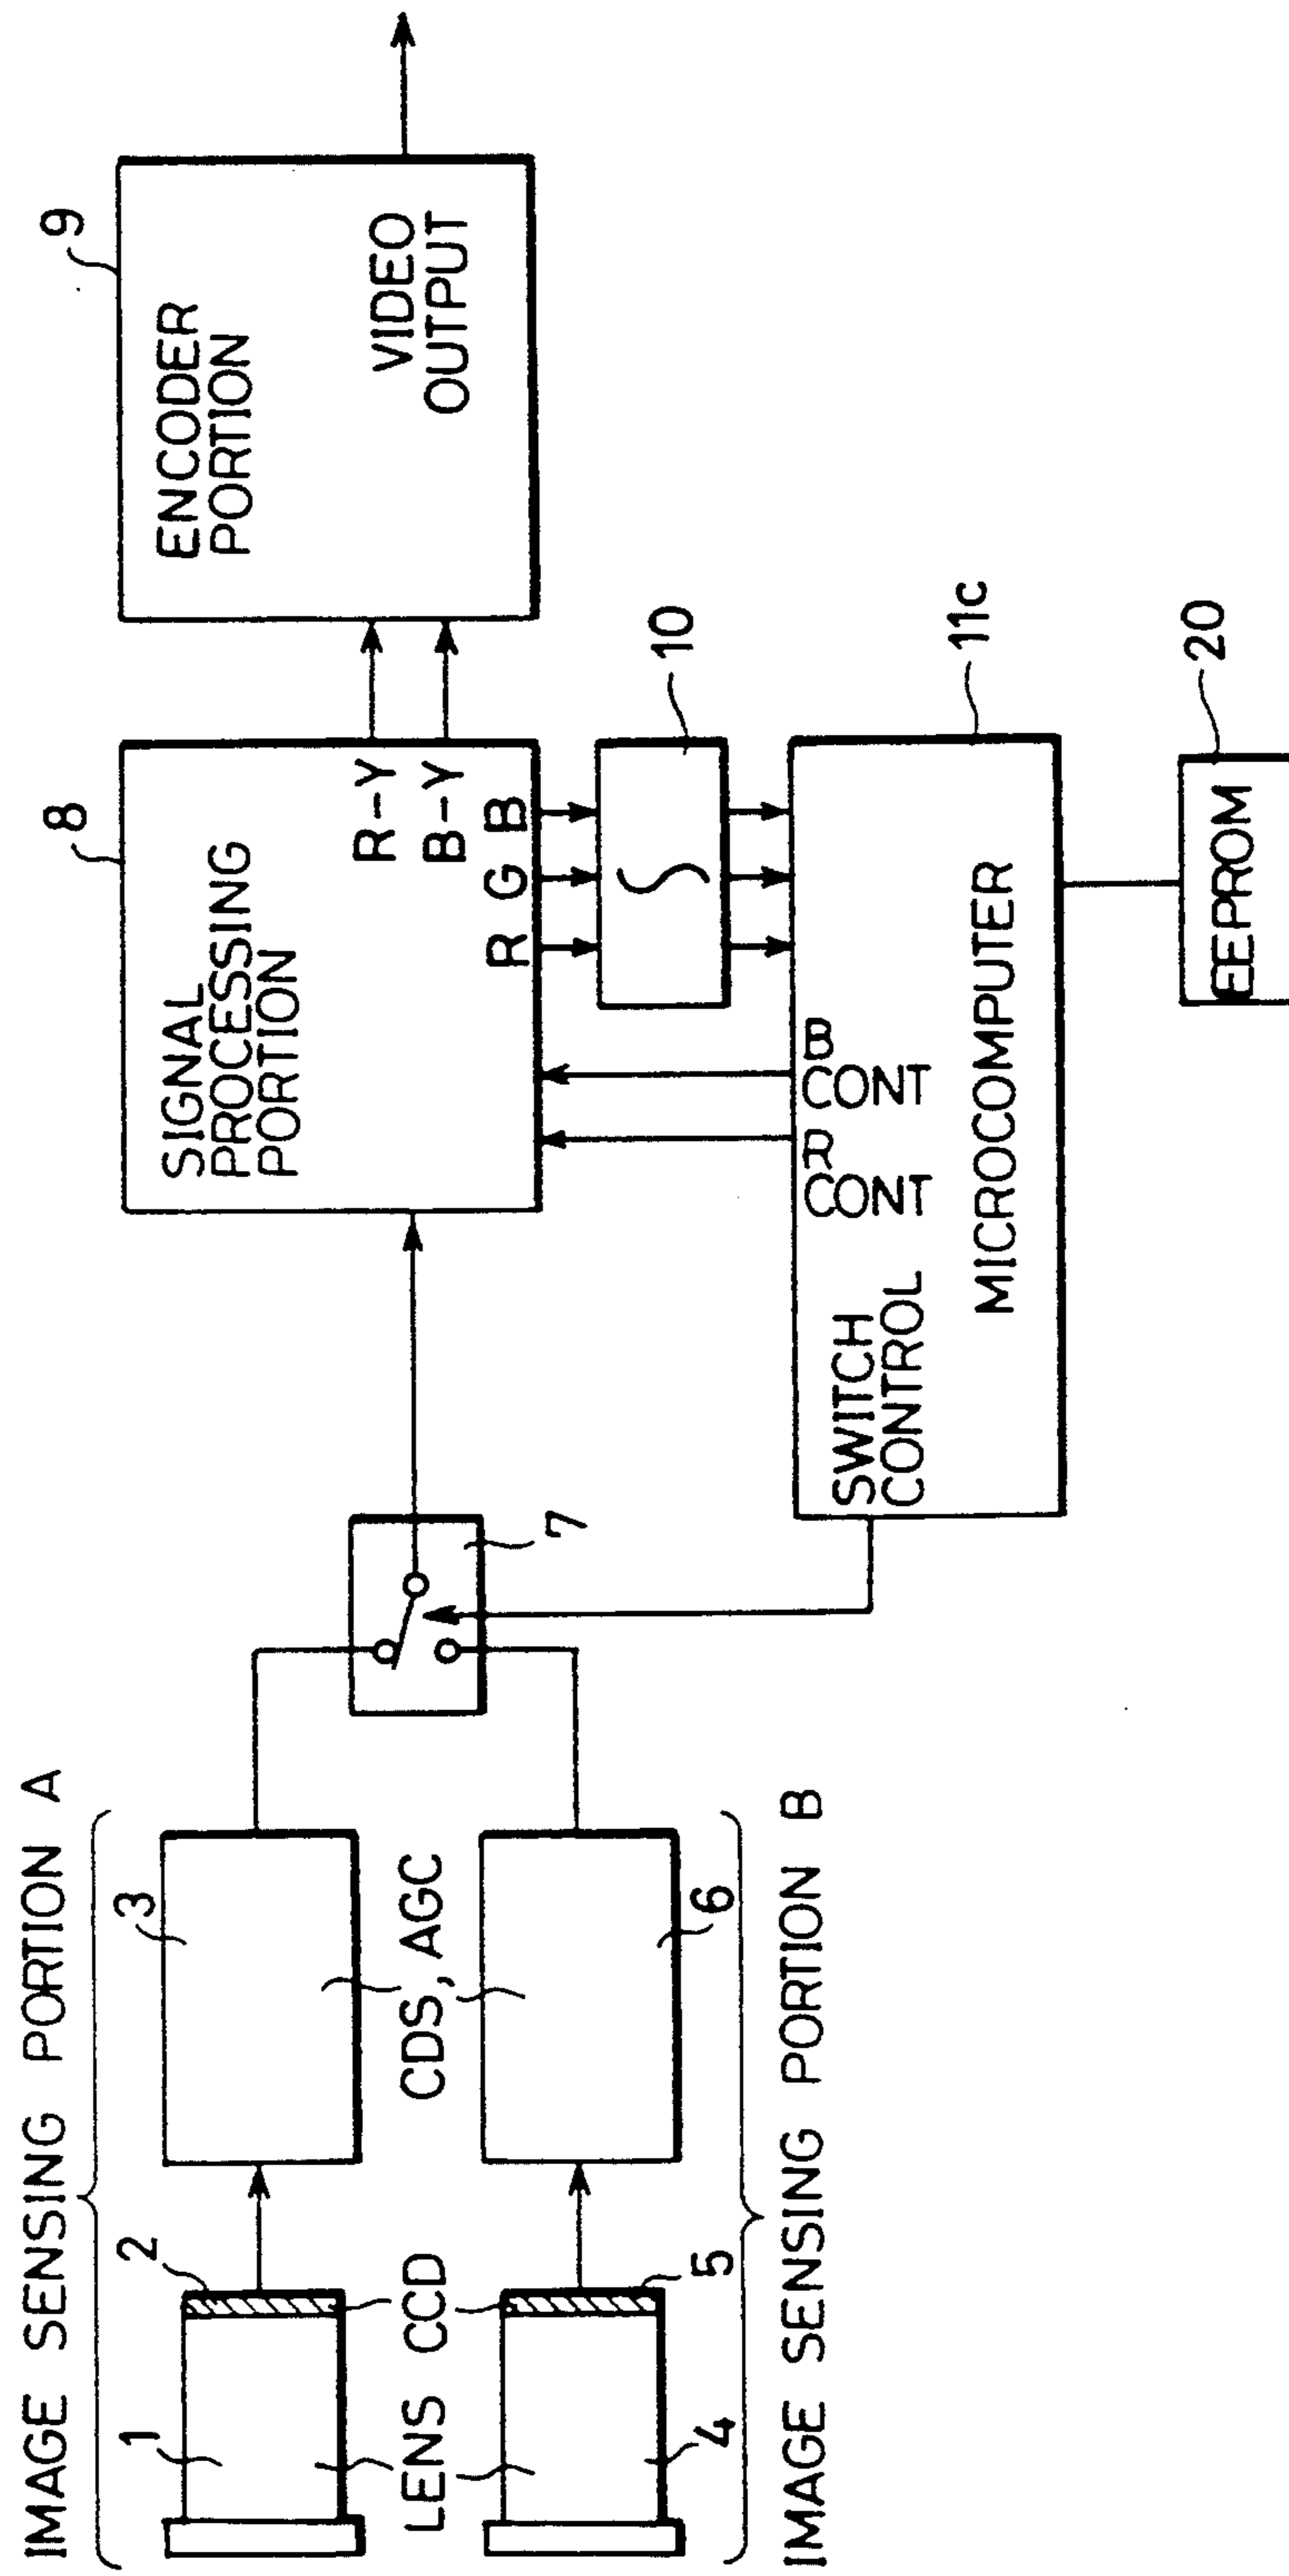 IMAGE SENSING PORTION A
1
2
3
LENS
CCD
CDS, AGC
4
5
6
IMAGE SENSING PORTION B
7
8
SIGNAL
PROCESSING
PORTION
R-Y
B-Y
R G B
9
ENCODER
PORTION
VIDEO
OUTPUT
10
∫
11c
SWITCH
CONTROL
R
CONT
B
CONT
MICROCOMPUTER
20
EEPROM